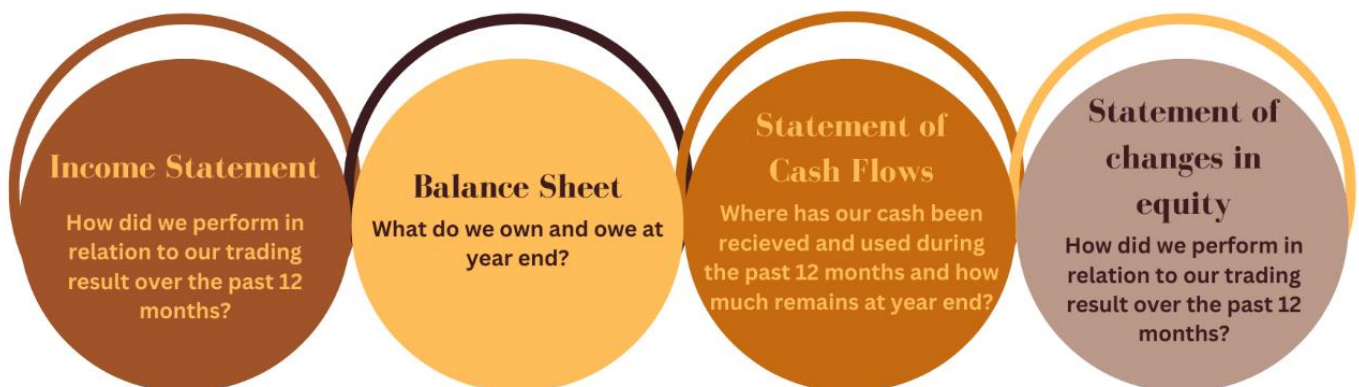 Income Statement
How did we perform in
relation to our trading
result over the past 12
months?
Balance Sheet
What do we own and owe at
year end?
Statement of
Cash Flows
Where has our cash been
recieved and used during
the past 12 months and how
much remains at year end?
Statement of
changes in
equity
How did we perform in
relation to our trading
result over the past 12
months?